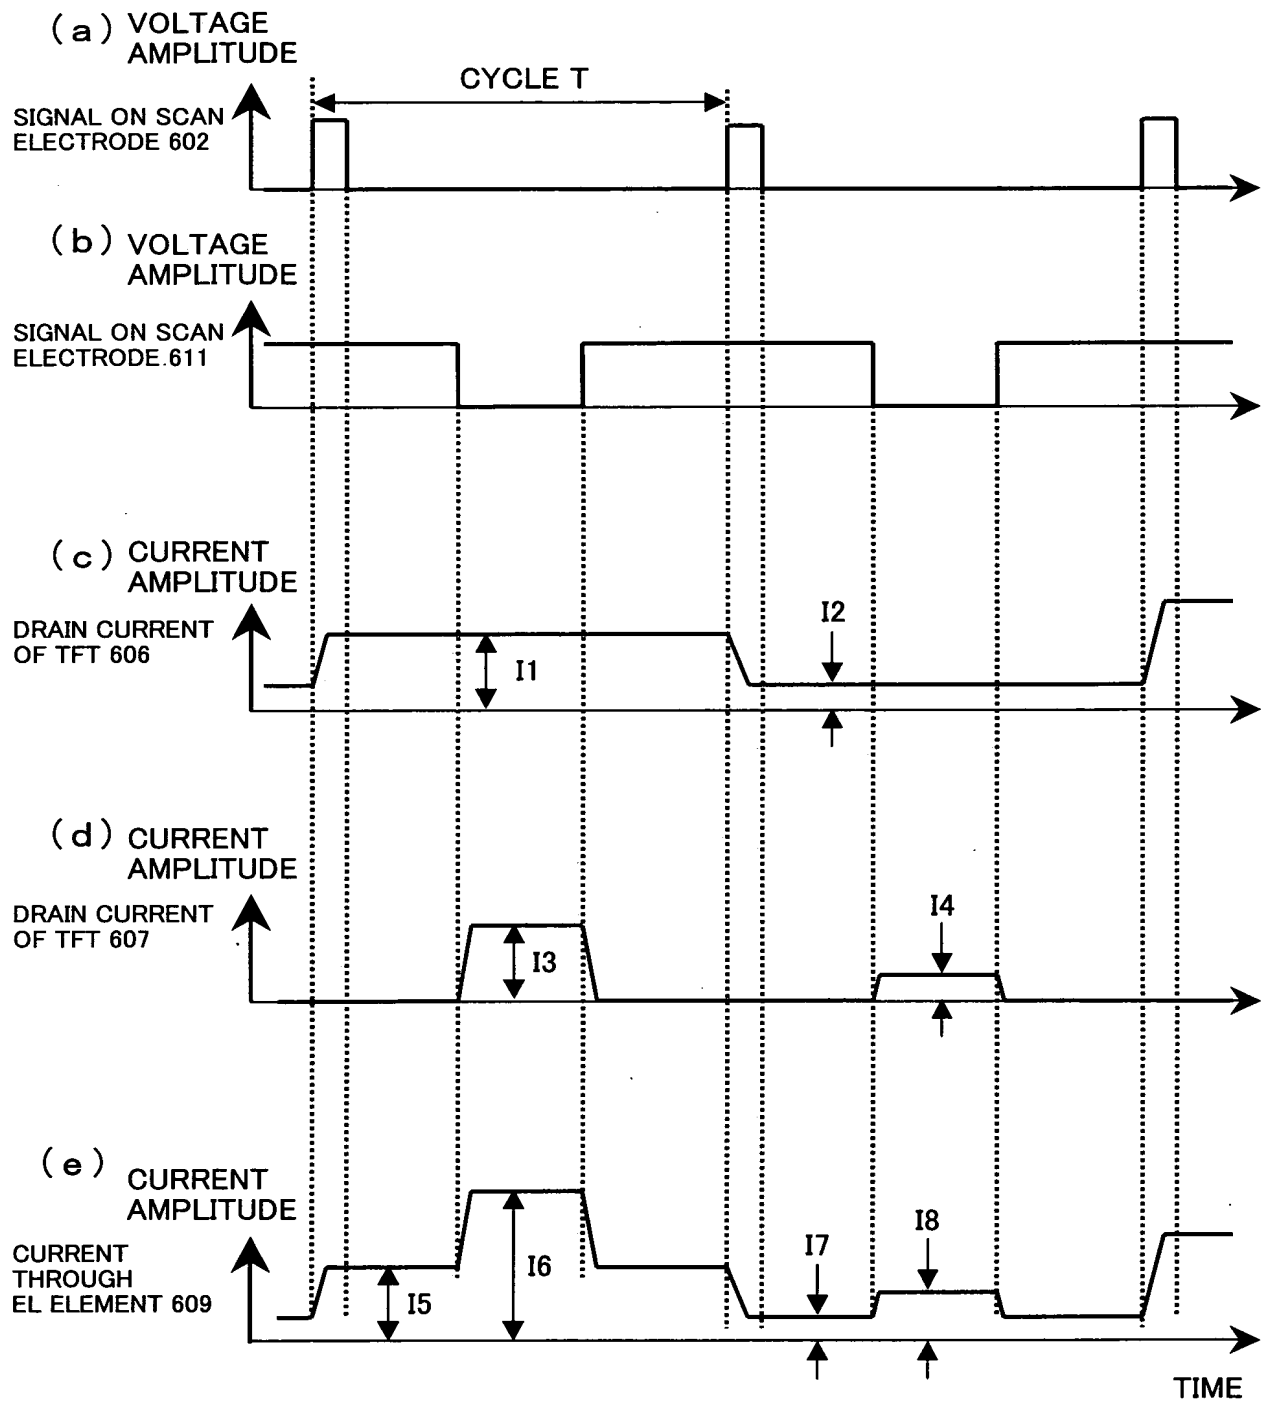 (a) VOLTAGE
AMPLITUDE
CYCLE T
SIGNAL ON SCAN
ELECTRODE 602
(b) VOLTAGE
AMPLITUDE
SIGNAL ON SCAN
ELECTRODE.611
(c) CURRENT
AMPLITUDE
DRAIN CURRENT
OF TFT 606
I1
I2
(d) CURRENT
AMPLITUDE
DRAIN CURRENT
OF TFT 607
I3
I4
(e) CURRENT
AMPLITUDE
CURRENT
THROUGH
EL ELEMENT 609
I5
I6
I7
I8
TIME